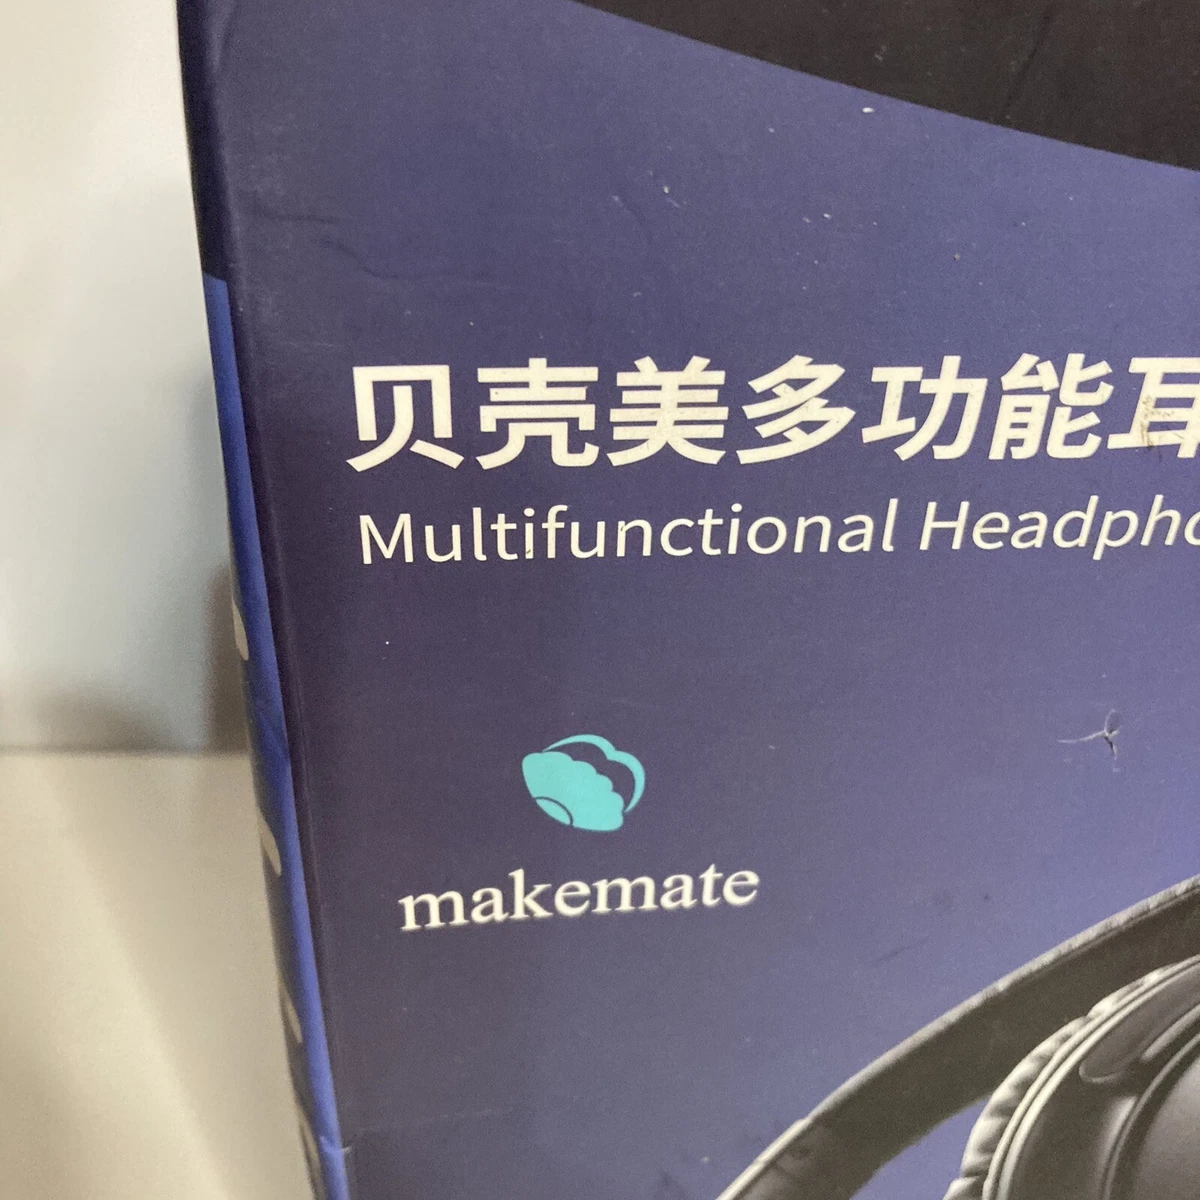 贝壳美多功能耳
Multifunctional Headpho
makemate